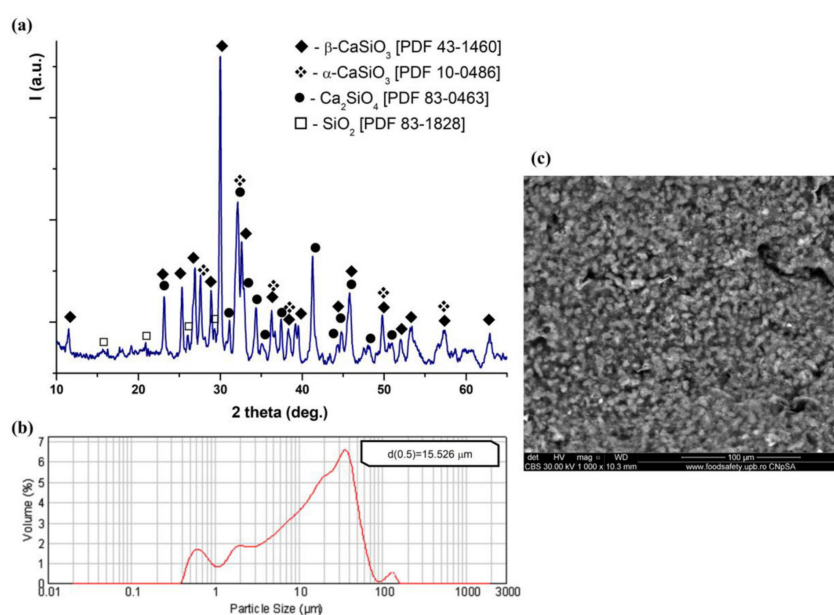 (a)
I (a.u.)
◆ - β-CaSiO₃ [PDF 43-1460]
❖ - α-CaSiO₃ [PDF 10-0486]
● - Ca₂SiO₄ [PDF 83-0463]
□ - SiO₂ [PDF 83-1828]
10 20 30 40 50 60
2 theta (deg.)
(b)
d(0.5)=15.526 µm
Volume (%)
7
6
5
4
3
2
1
0
0.01 0.1 1 10 100 1000 3000
Particle Size (µm)
(c)
det HV mag ▫ WD 100 µm
CBS 30.00 kV 1 000 x 10.3 mm www.foodsafety.upb.ro CNpSA